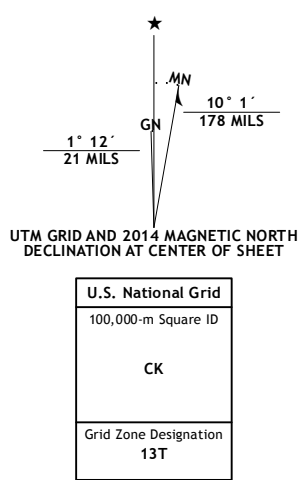 ★
MN
GN
10° 1´
178 MILS
1° 12´
21 MILS
UTM GRID AND 2014 MAGNETIC NORTH
DECLINATION AT CENTER OF SHEET
U.S. National Grid
100,000-m Square ID
CK
Grid Zone Designation
13T